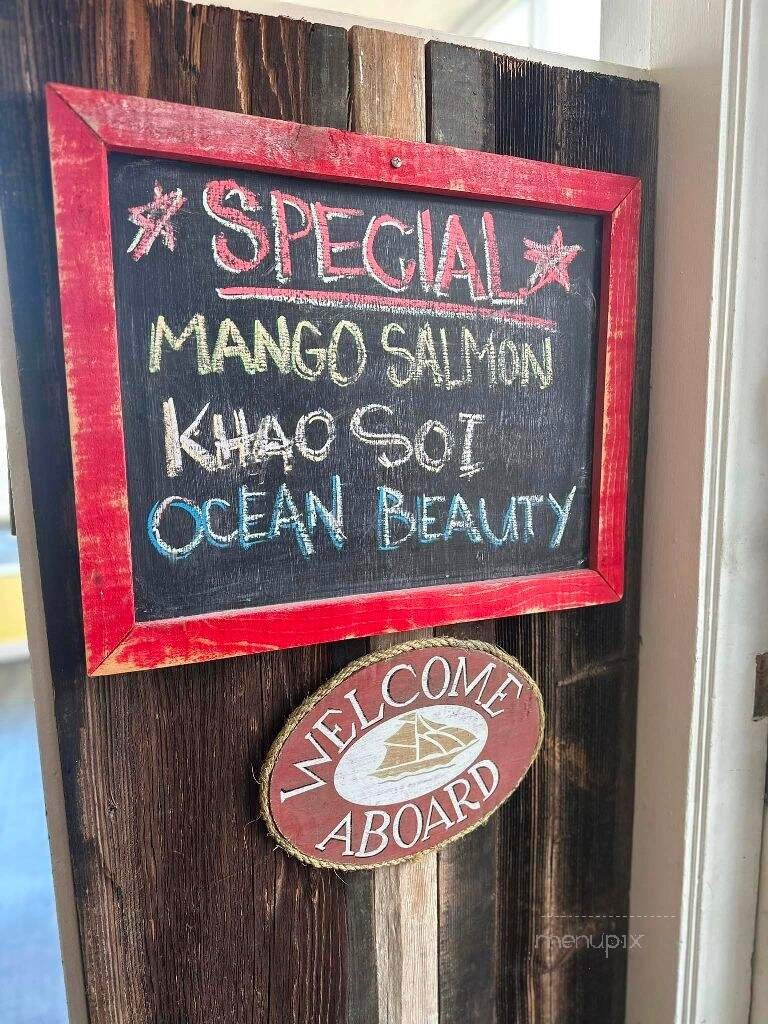 SPECIAL
MANGO SALMON
KHAO SOI
OCEAN BEAUTY
WELCOME
ABOARD
menupix